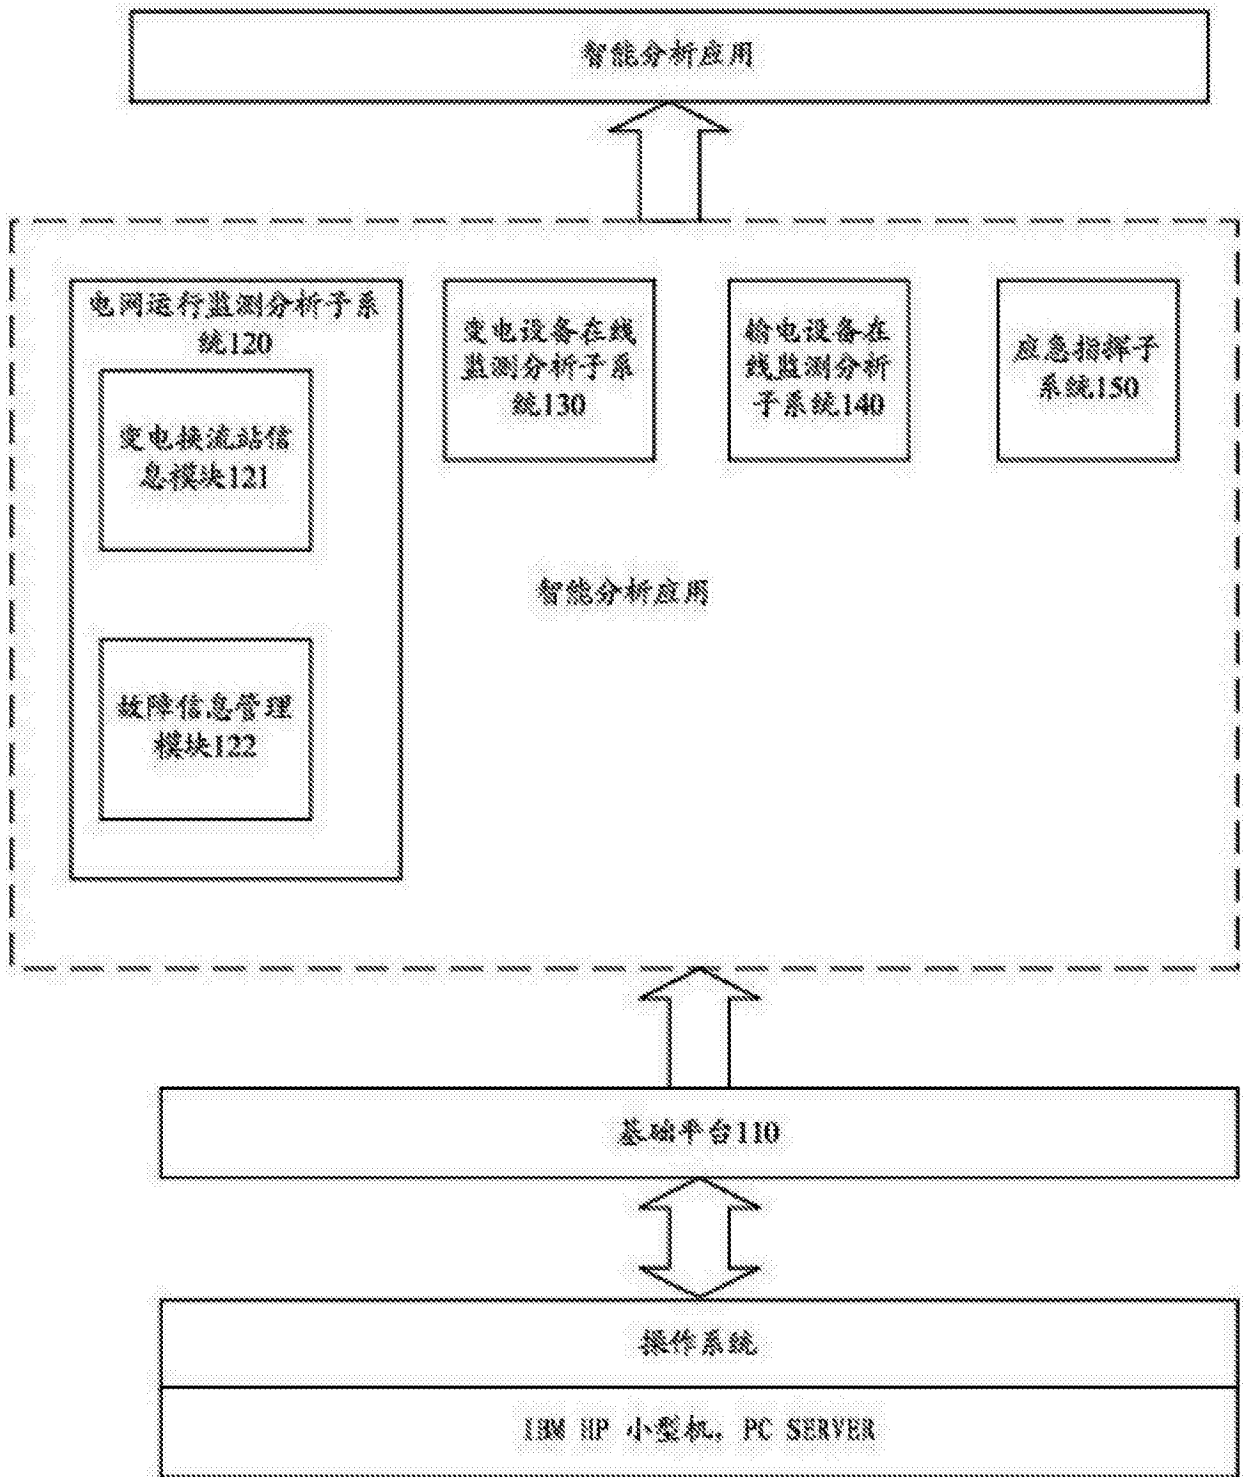 智能分析应用
电网运行监测分析子系
统120
变电换流站信
息模块121
故障信息管理
模块122
变电设备在线
监测分析子系
统130
输电设备在
线监测分析
子系统140
应急指挥子
系统150
智能分析应用
基础平台110
操作系统
IBM HP 小型机, PC SERVER